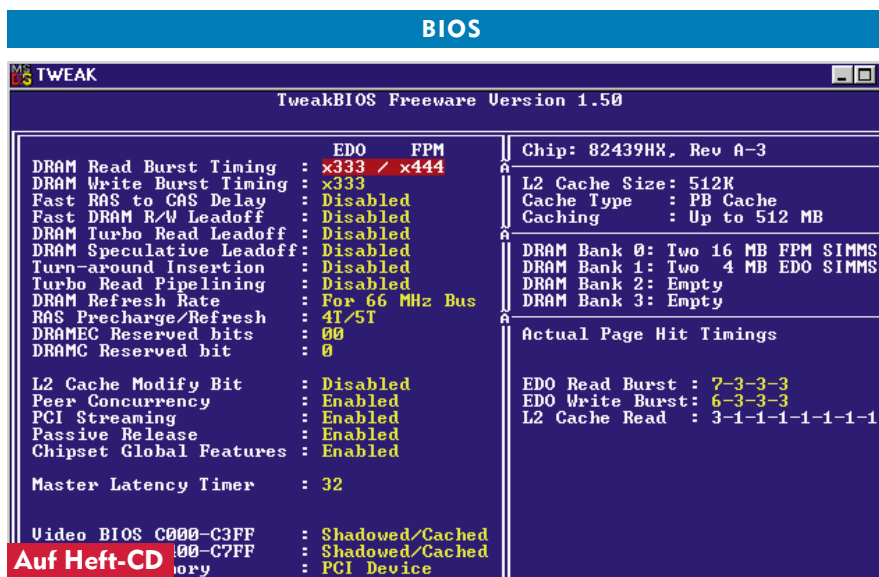 BIOS
TWEAK
TweakBIOS Freeware Version 1.50
EDO FPM
DRAM Read Burst Timing : x333 / x444
DRAM Write Burst Timing : x333
Fast RAS to CAS Delay : Disabled
Fast DRAM R/W Leadoff : Disabled
DRAM Turbo Read Leadoff : Disabled
DRAM Speculative Leadoff: Disabled
Turn-around Insertion : Disabled
Turbo Read Pipelining : Disabled
DRAM Refresh Rate : For 66 MHz Bus
RAS Precharge/Refresh : 4T/5T
DRAMEC Reserved bits : 00
DRAMC Reserved bit : 0
L2 Cache Modify Bit : Disabled
Peer Concurrency : Enabled
PCI Streaming : Enabled
Passive Release : Enabled
Chipset Global Features : Enabled
Master Latency Timer : 32
Video BIOS C000-C3FF : Shadowed/Cached
00-C7FF : Shadowed/Cached
ory : PCI Device
Auf Heft-CD
Chip: 82439HX, Rev A-3
L2 Cache Size: 512K
Cache Type : PB Cache
Caching : Up to 512 MB
DRAM Bank 0: Two 16 MB FPM SIMMS
DRAM Bank 1: Two 4 MB EDO SIMMS
DRAM Bank 2: Empty
DRAM Bank 3: Empty
Actual Page Hit Timings
EDO Read Burst : 7-3-3-3
EDO Write Burst: 6-3-3-3
L2 Cache Read : 3-1-1-1-1-1-1-1